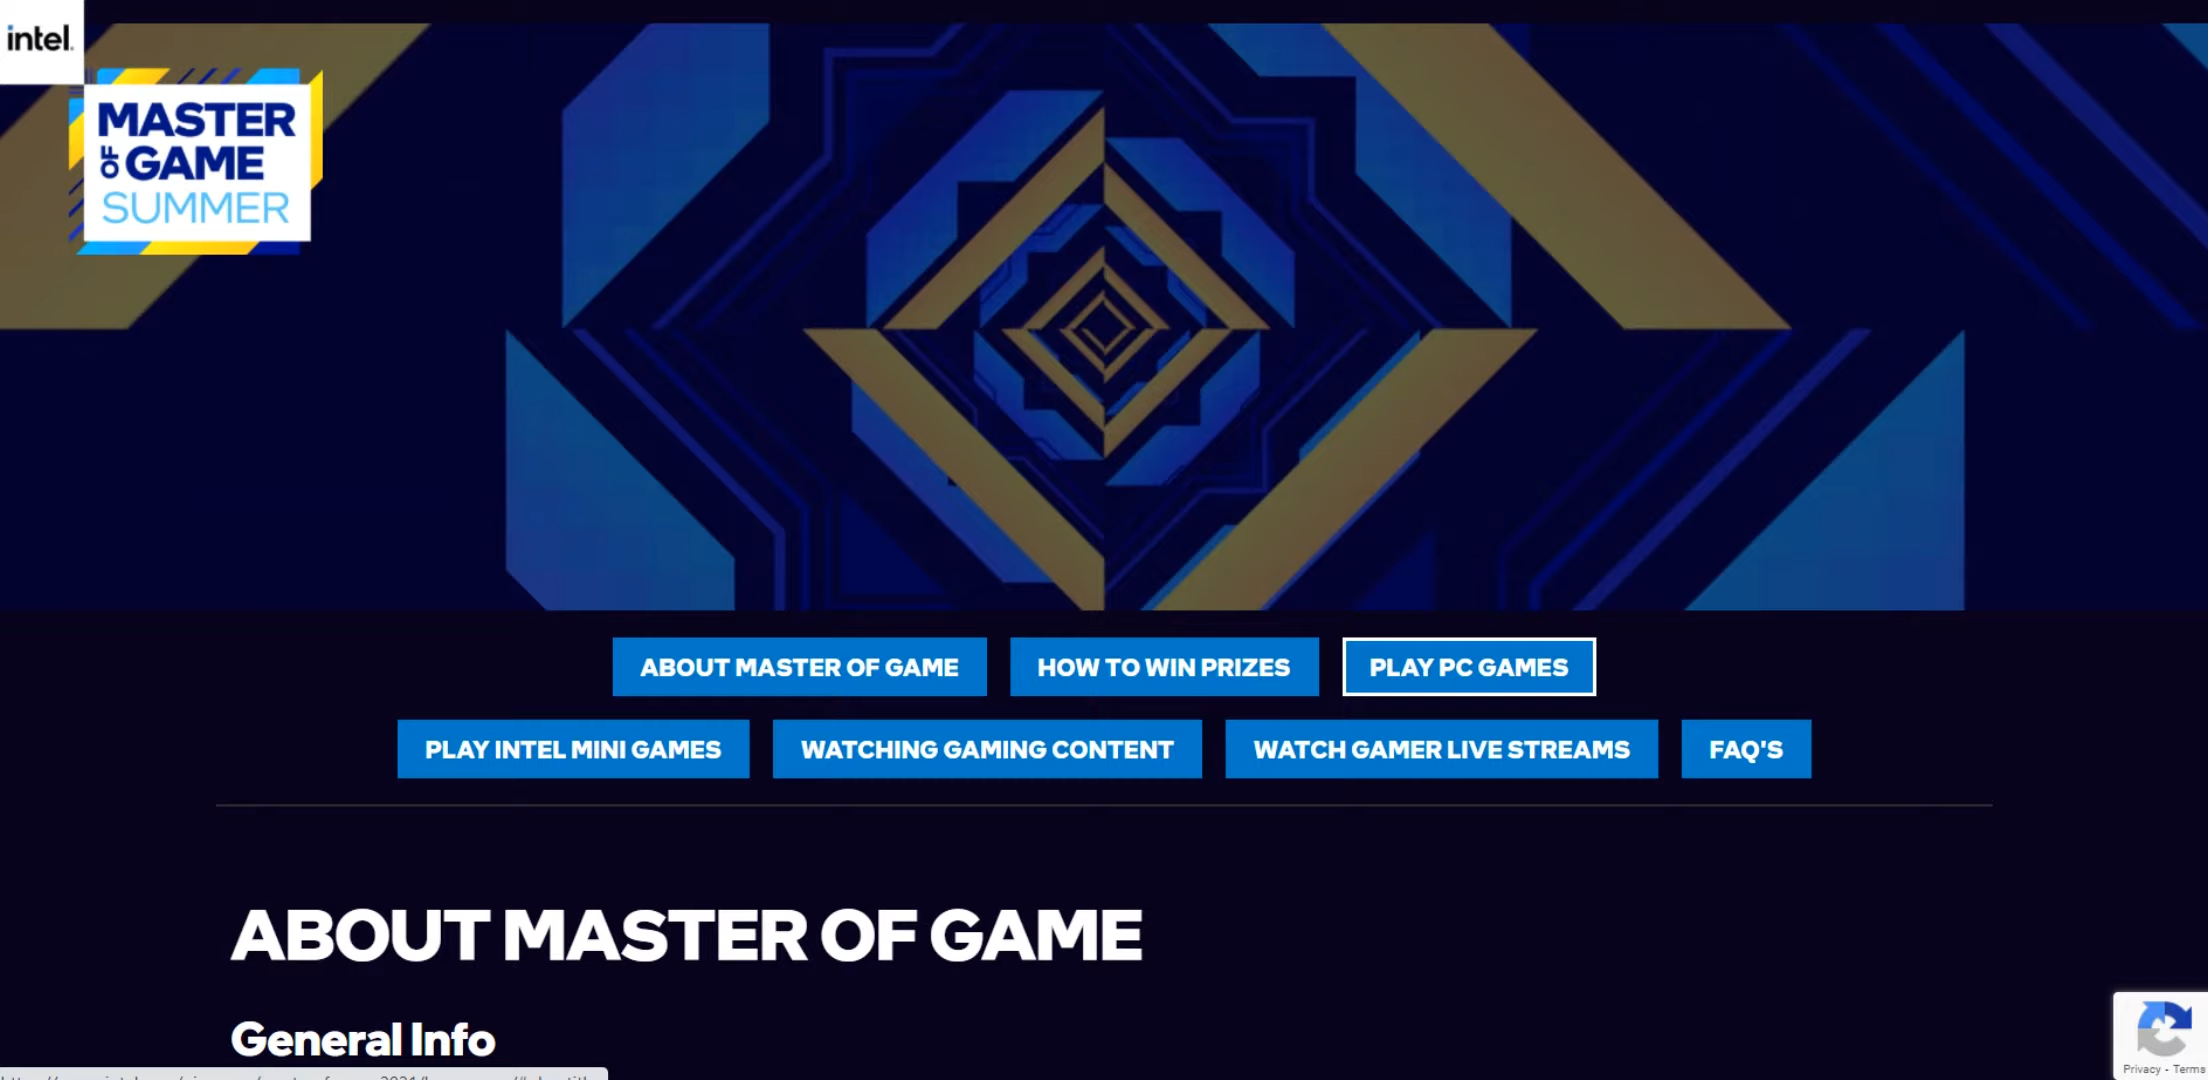 intel.
MASTER
OF GAME
SUMMER
ABOUT MASTER OF GAME
HOW TO WIN PRIZES
PLAY PC GAMES
PLAY INTEL MINI GAMES
WATCHING GAMING CONTENT
WATCH GAMER LIVE STREAMS
FAQ'S
ABOUT MASTER OF GAME
General Info
Privacy - Terms